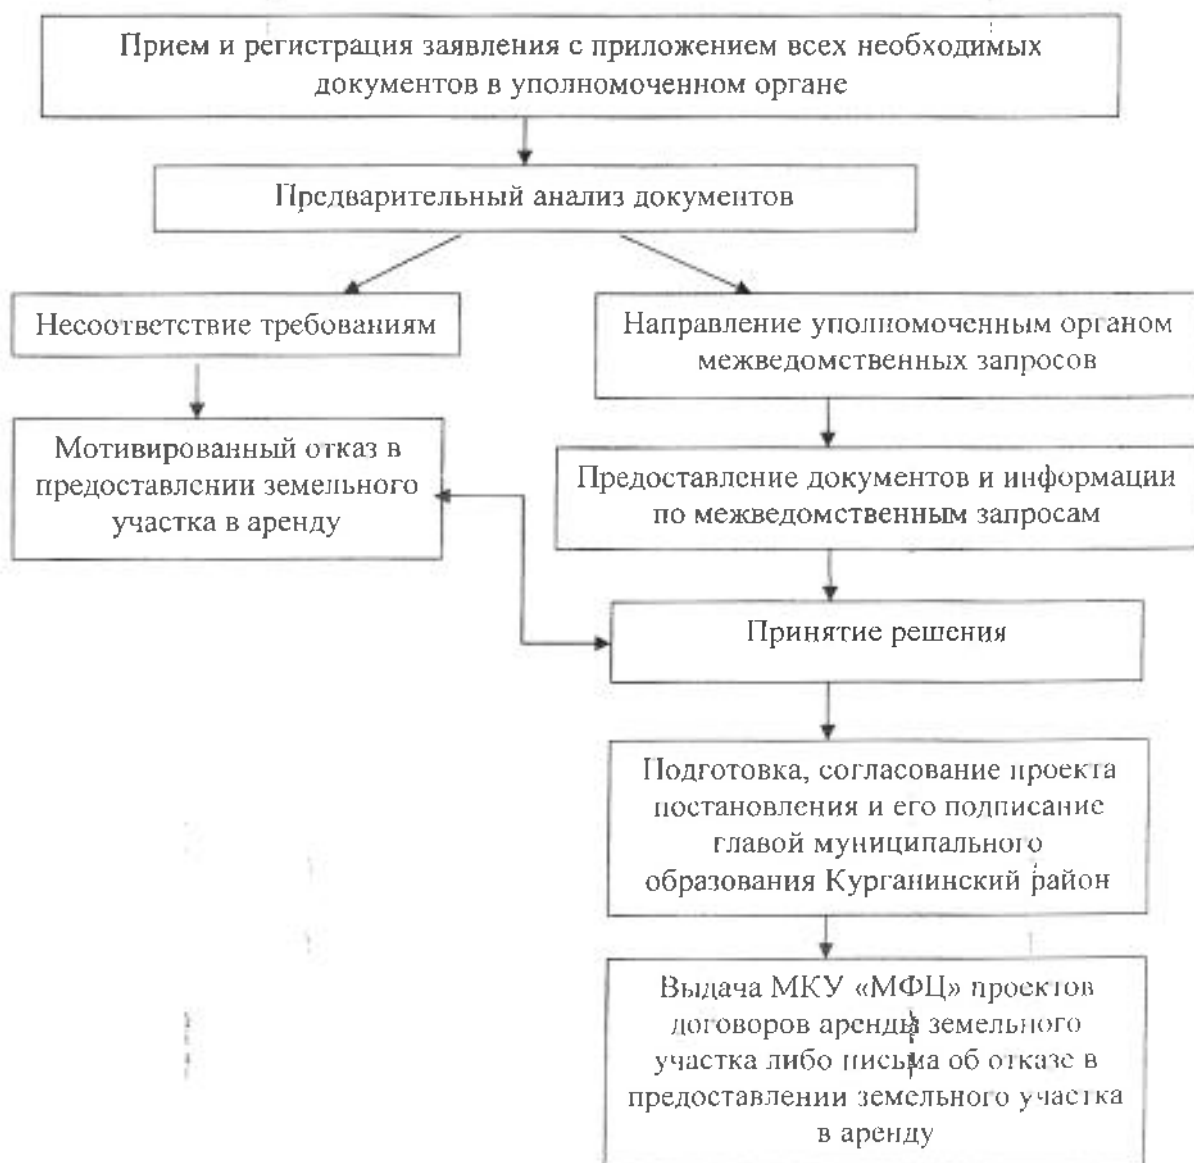 Прием и регистрация заявления с приложением всех необходимых
документов в уполномоченном органе
Предварительный анализ документов
Несоответствие требованиям
Направление уполномоченным органом
межведомственных запросов
Мотивированный отказ в
предоставлении земельного
участка в аренду
Предоставление документов и информации
по межведомственным запросам
Принятие решения
Подготовка, согласование проекта
постановления и его подписание
главой муниципального
образования Курганинский район
Выдача МКУ «МФЦ» проектов
договоров аренды земельного
участка либо письма об отказе в
предоставлении земельного участка
в аренду